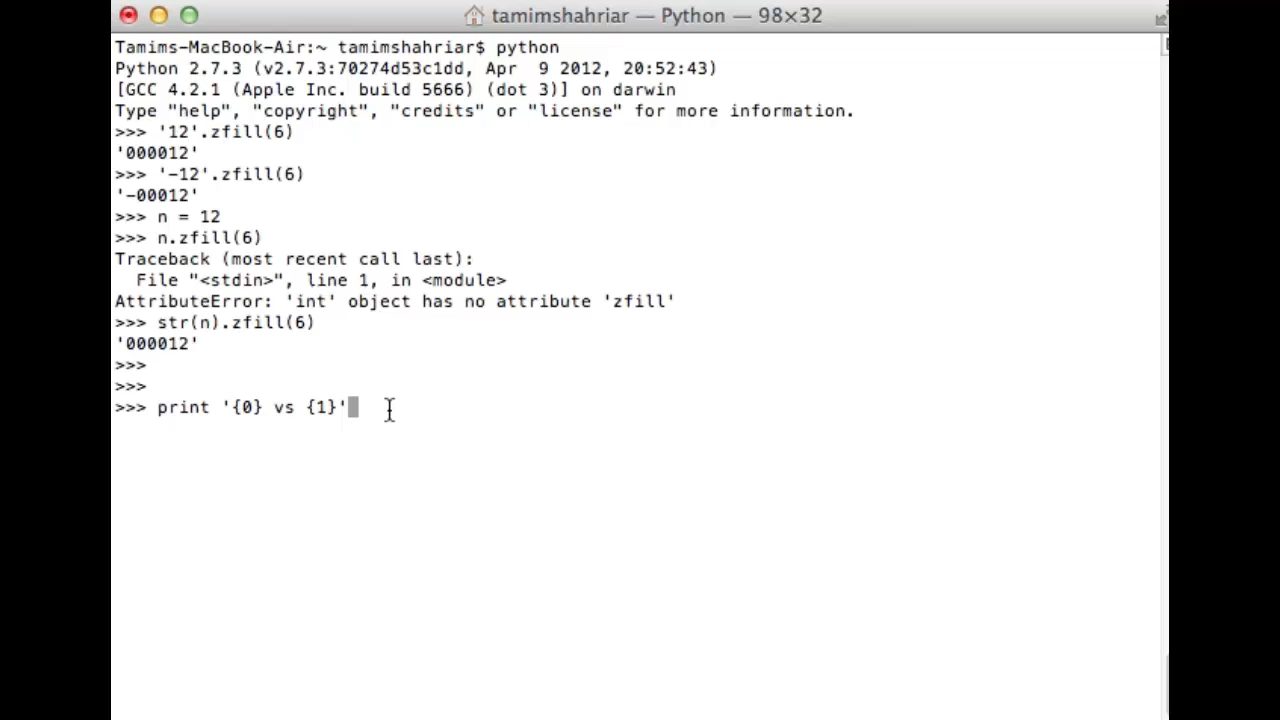 tamimshahriar — Python — 98×32
Tamims-MacBook-Air:~ tamimshahriar$ python
Python 2.7.3 (v2.7.3:70274d53c1dd, Apr  9 2012, 20:52:43)
[GCC 4.2.1 (Apple Inc. build 5666) (dot 3)] on darwin
Type "help", "copyright", "credits" or "license" for more information.
>>> '12'.zfill(6)
'000012'
>>> '-12'.zfill(6)
'-00012'
>>> n = 12
>>> n.zfill(6)
Traceback (most recent call last):
  File "<stdin>", line 1, in <module>
AttributeError: 'int' object has no attribute 'zfill'
>>> str(n).zfill(6)
'000012'
>>>
>>>
>>> print '{0} vs {1}'